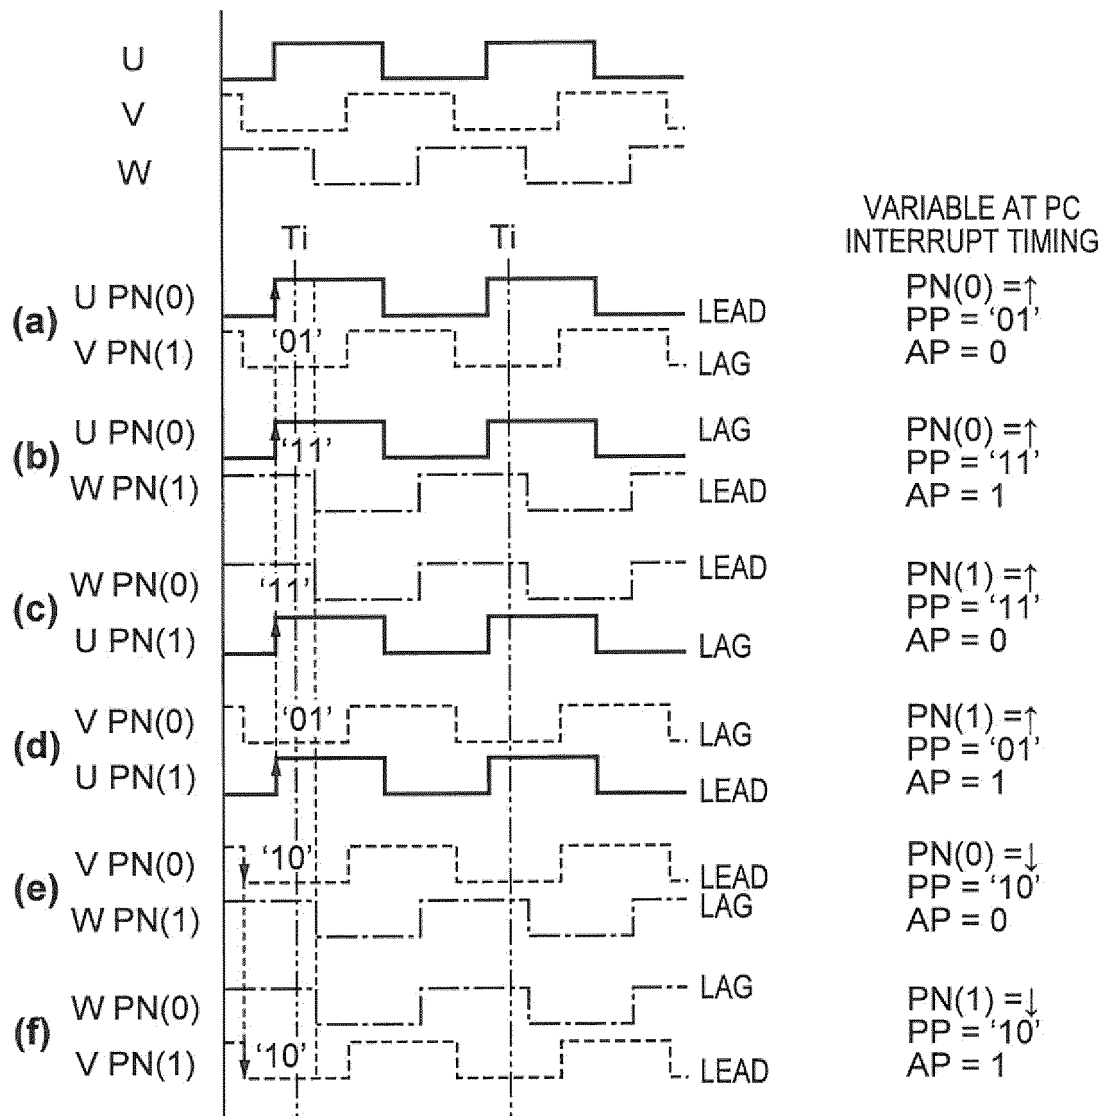 U
V
W
VARIABLE AT PC
INTERRUPT TIMING
Ti
Ti
(a)
U PN(0)
LEAD
'01'
V PN(1)
LAG
PN(0) =↑
PP = '01'
AP = 0
(b)
U PN(0)
LAG
'11'
W PN(1)
LEAD
PN(0) =↑
PP = '11'
AP = 1
(c)
W PN(0)
LEAD
'11'
U PN(1)
LAG
PN(1) =↑
PP = '11'
AP = 0
(d)
V PN(0)
'01'
LAG
U PN(1)
LEAD
PN(1) =↑
PP = '01'
AP = 1
(e)
V PN(0)
'10'
LEAD
W PN(1)
LAG
PN(0) =↓
PP = '10'
AP = 0
(f)
W PN(0)
LAG
V PN(1)
'10'
LEAD
PN(1) =↓
PP = '10'
AP = 1